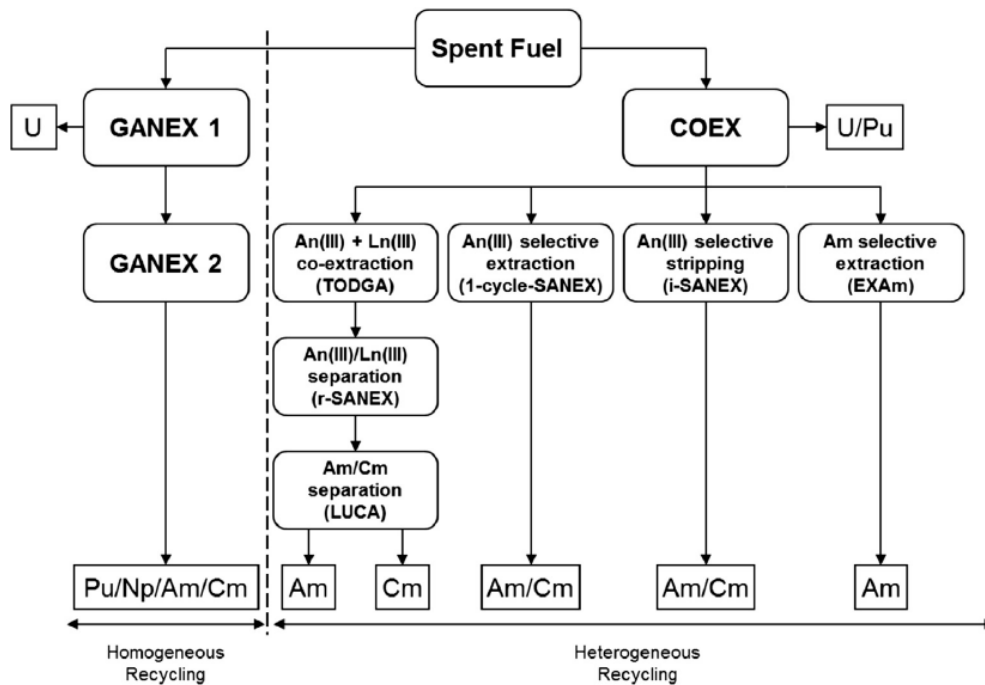 Spent Fuel
U
GANEX 1
COEX
U/Pu
GANEX 2
An(III) + Ln(III)
co-extraction
(TODGA)
An(III) selective
extraction
(1-cycle-SANEX)
An(III) selective
stripping
(i-SANEX)
Am selective
extraction
(EXAm)
An(III)/Ln(III)
separation
(r-SANEX)
Am/Cm
separation
(LUCA)
Pu/Np/Am/Cm
Am
Cm
Am/Cm
Am/Cm
Am
Homogeneous
Recycling
Heterogeneous
Recycling